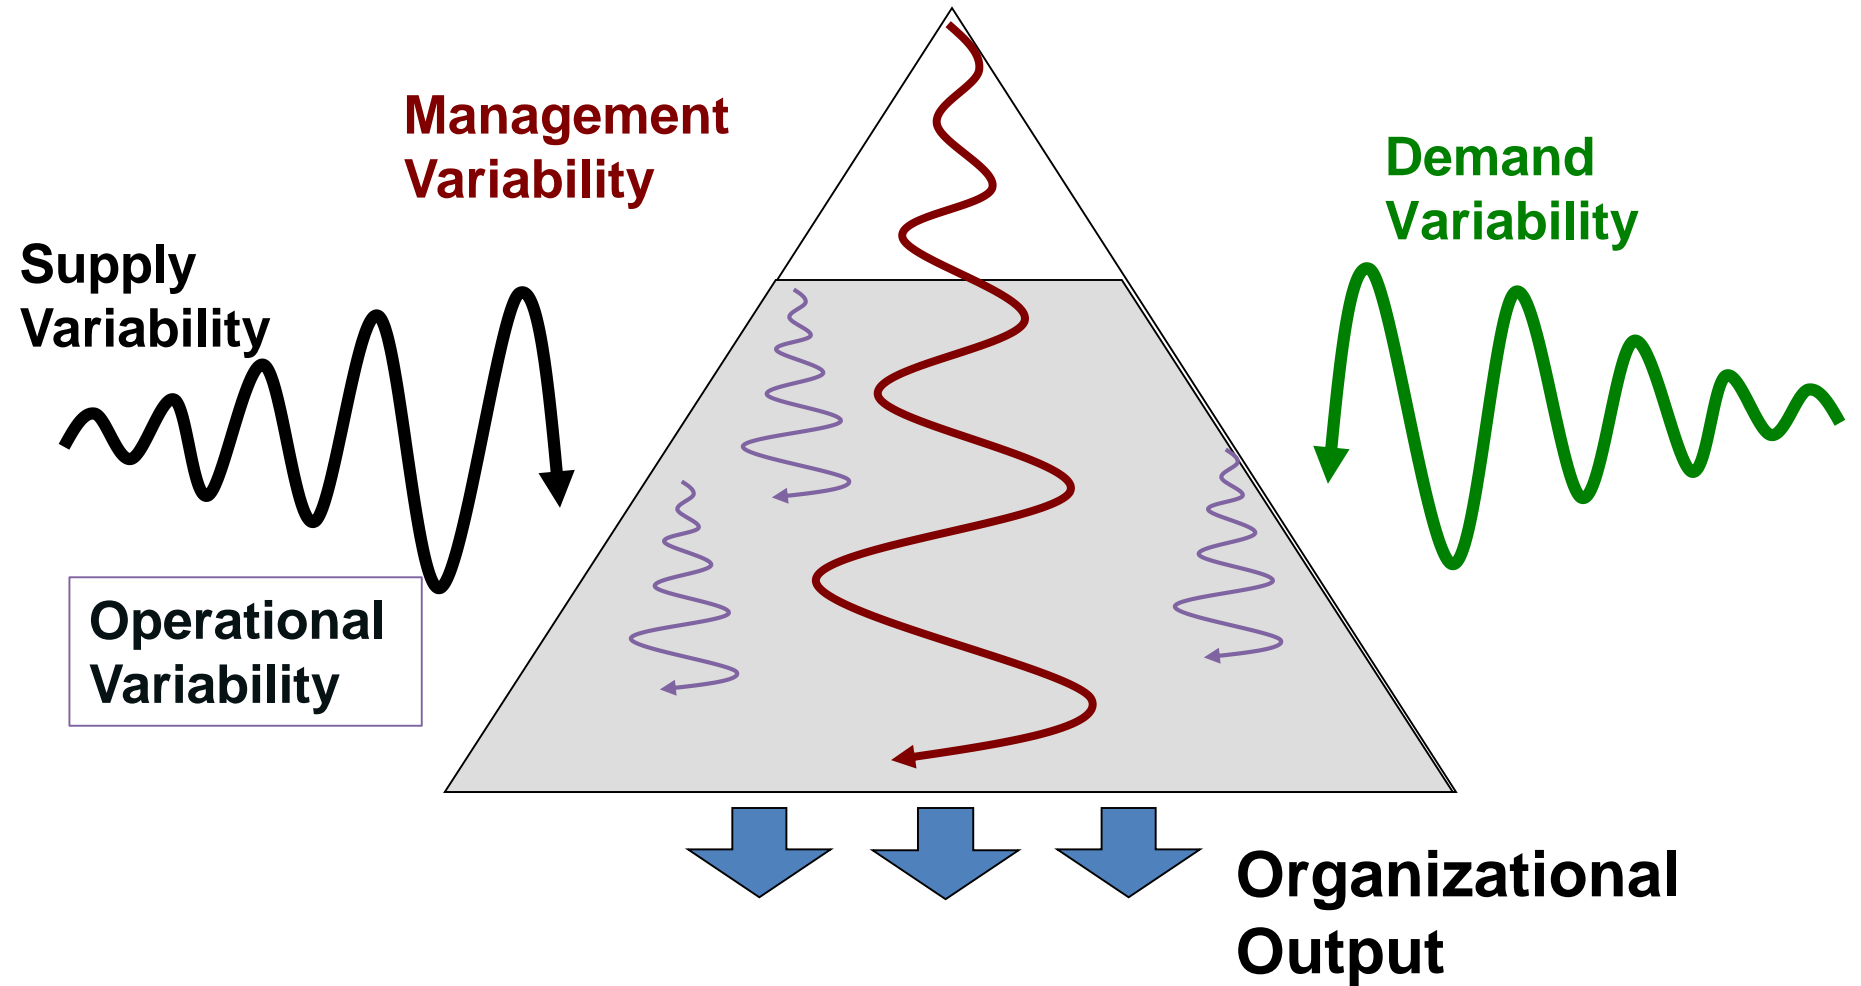 Management
Variability
Demand
Variability
Supply
Variability
Operational
Variability
Organizational
Output